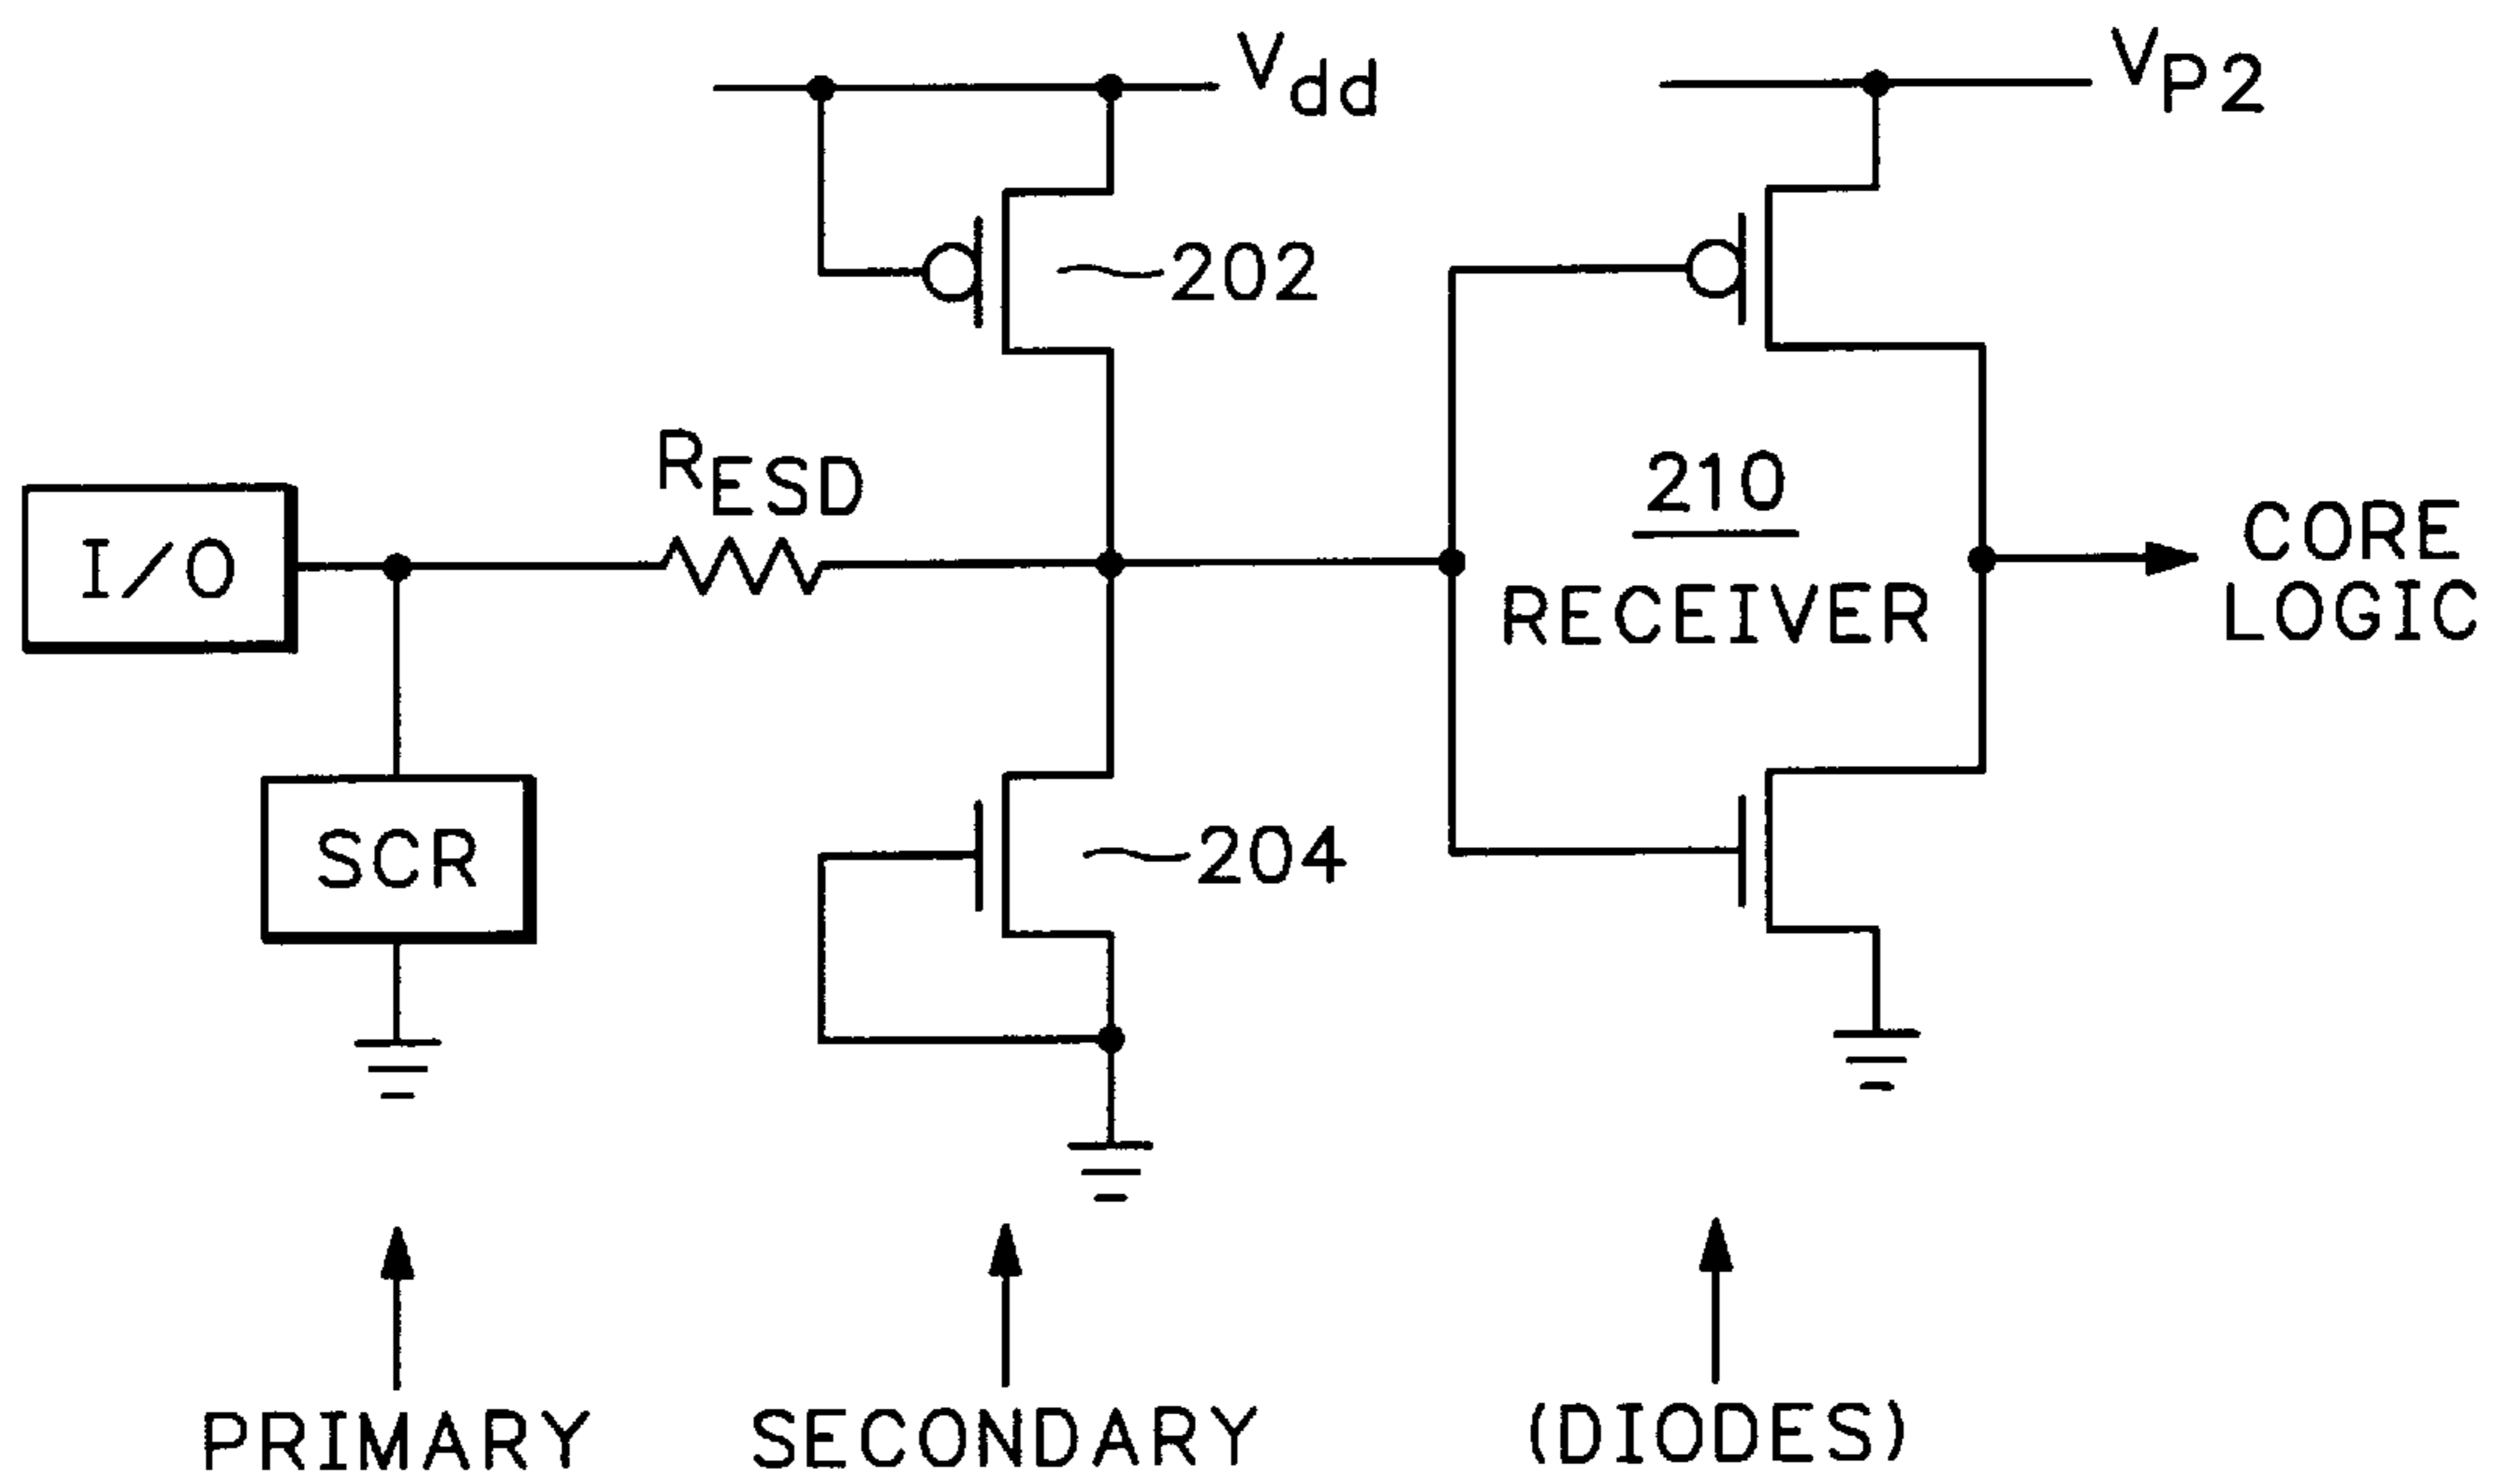 Vdd
VP2
202
RESD
210
I/O
CORE
LOGIC
RECEIVER
SCR
204
PRIMARY
SECONDARY
(DIODES)